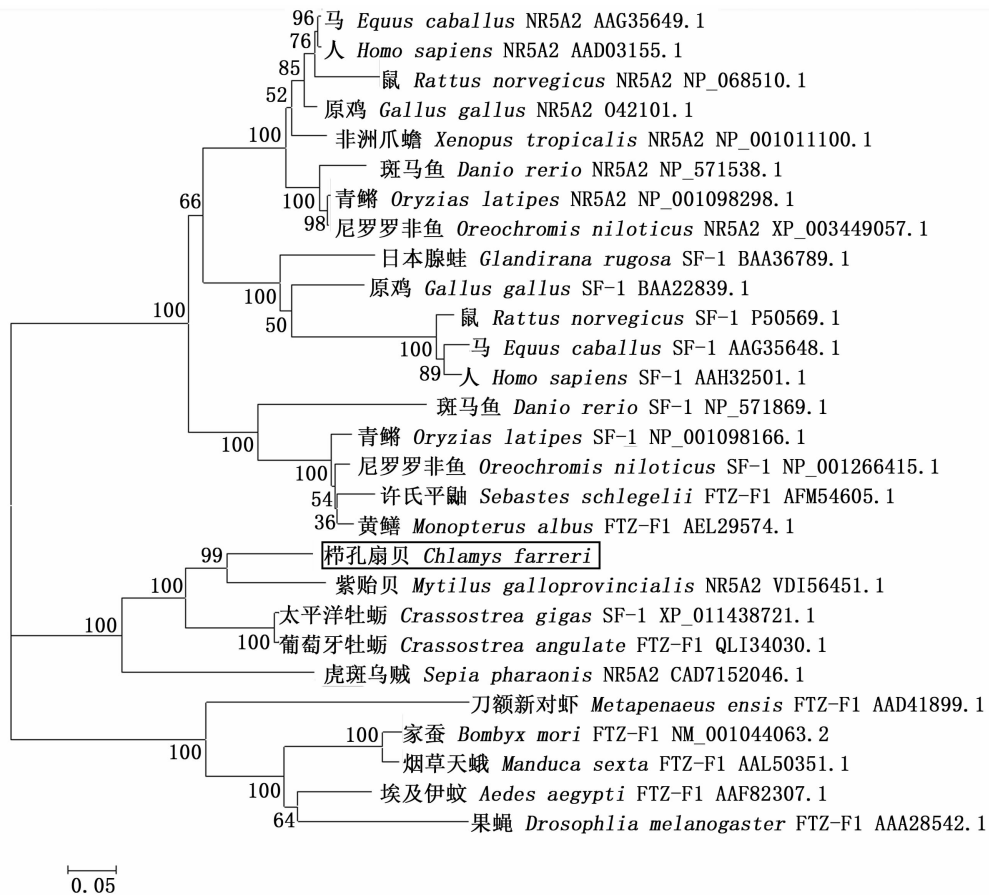 96 马 Equus caballus NR5A2 AAG35649.1
76 人 Homo sapiens NR5A2 AAD03155.1
85 鼠 Rattus norvegicus NR5A2 NP_068510.1
52 原鸡 Gallus gallus NR5A2 O42101.1
100 非洲爪蟾 Xenopus tropicalis NR5A2 NP_001011100.1
斑马鱼 Danio rerio NR5A2 NP_571538.1
66 100 青鳉 Oryzias latipes NR5A2 NP_001098298.1
98 尼罗罗非鱼 Oreochromis niloticus NR5A2 XP_003449057.1
日本腺蛙 Glandirana rugosa SF-1 BAA36789.1
100 原鸡 Gallus gallus SF-1 BAA22839.1
100 50 鼠 Rattus norvegicus SF-1 P50569.1
100 马 Equus caballus SF-1 AAG35648.1
89 人 Homo sapiens SF-1 AAH32501.1
斑马鱼 Danio rerio SF-1 NP_571869.1
100 青鳉 Oryzias latipes SF-1 NP_001098166.1
100 尼罗罗非鱼 Oreochromis niloticus SF-1 NP_001266415.1
54 许氏平鲉 Sebastes schlegelii FTZ-F1 AFM54605.1
36 黄鳝 Monopterus albus FTZ-F1 AEL29574.1
99 栉孔扇贝 Chlamys farreri
100 紫贻贝 Mytilus galloprovincialis NR5A2 VDI56451.1
太平洋牡蛎 Crassostrea gigas SF-1 XP_011438721.1
100 100 葡萄牙牡蛎 Crassostrea angulate FTZ-F1 QLI34030.1
虎斑乌贼 Sepia pharaonis NR5A2 CAD7152046.1
刀额新对虾 Metapenaeus ensis FTZ-F1 AAD41899.1
100 100 家蚕 Bombyx mori FTZ-F1 NM_001044063.2
烟草天蛾 Manduca sexta FTZ-F1 AAL50351.1
100 埃及伊蚊 Aedes aegypti FTZ-F1 AAF82307.1
64 果蝇 Drosophlia melanogaster FTZ-F1 AAA28542.1
0.05